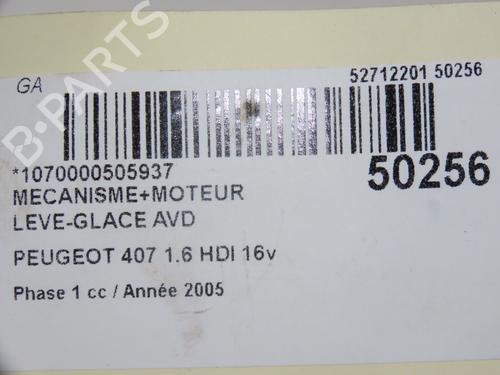 B-PARTS
GA
52712201 50256
*1070000505937
50256
MECANISME+MOTEUR
LEVE-GLACE AVD
PEUGEOT 407 1.6 HDI 16v
Phase 1 cc / Année 2005